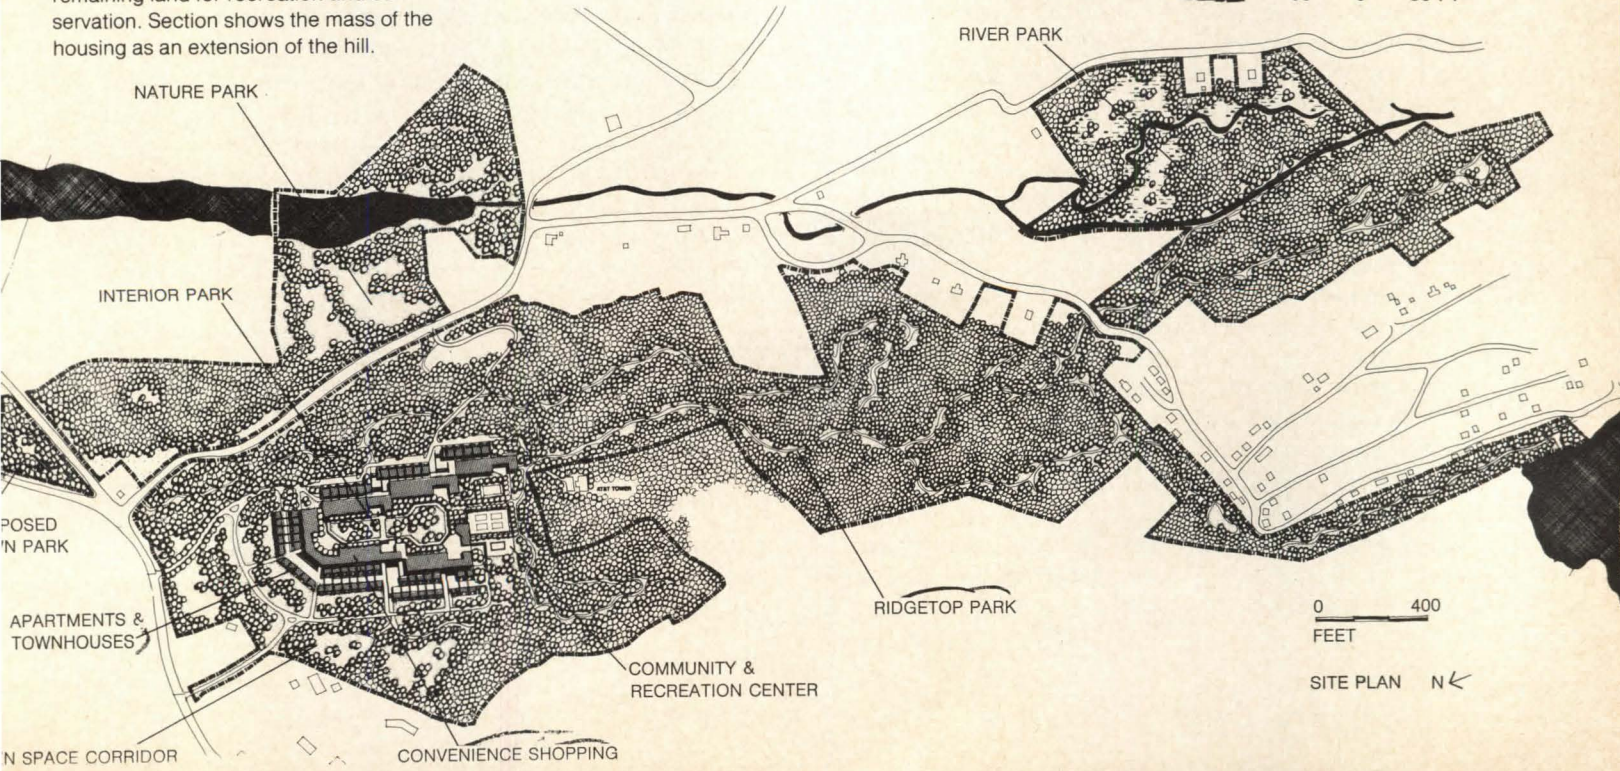 servation. Section shows the mass of the
housing as an extension of the hill.
RIVER PARK
NATURE PARK
INTERIOR PARK
AT&T TOWER
POSED
N PARK
APARTMENTS &
TOWNHOUSES
RIDGETOP PARK
0 400
FEET
COMMUNITY &
RECREATION CENTER
SITE PLAN N
N SPACE CORRIDOR
CONVENIENCE SHOPPING